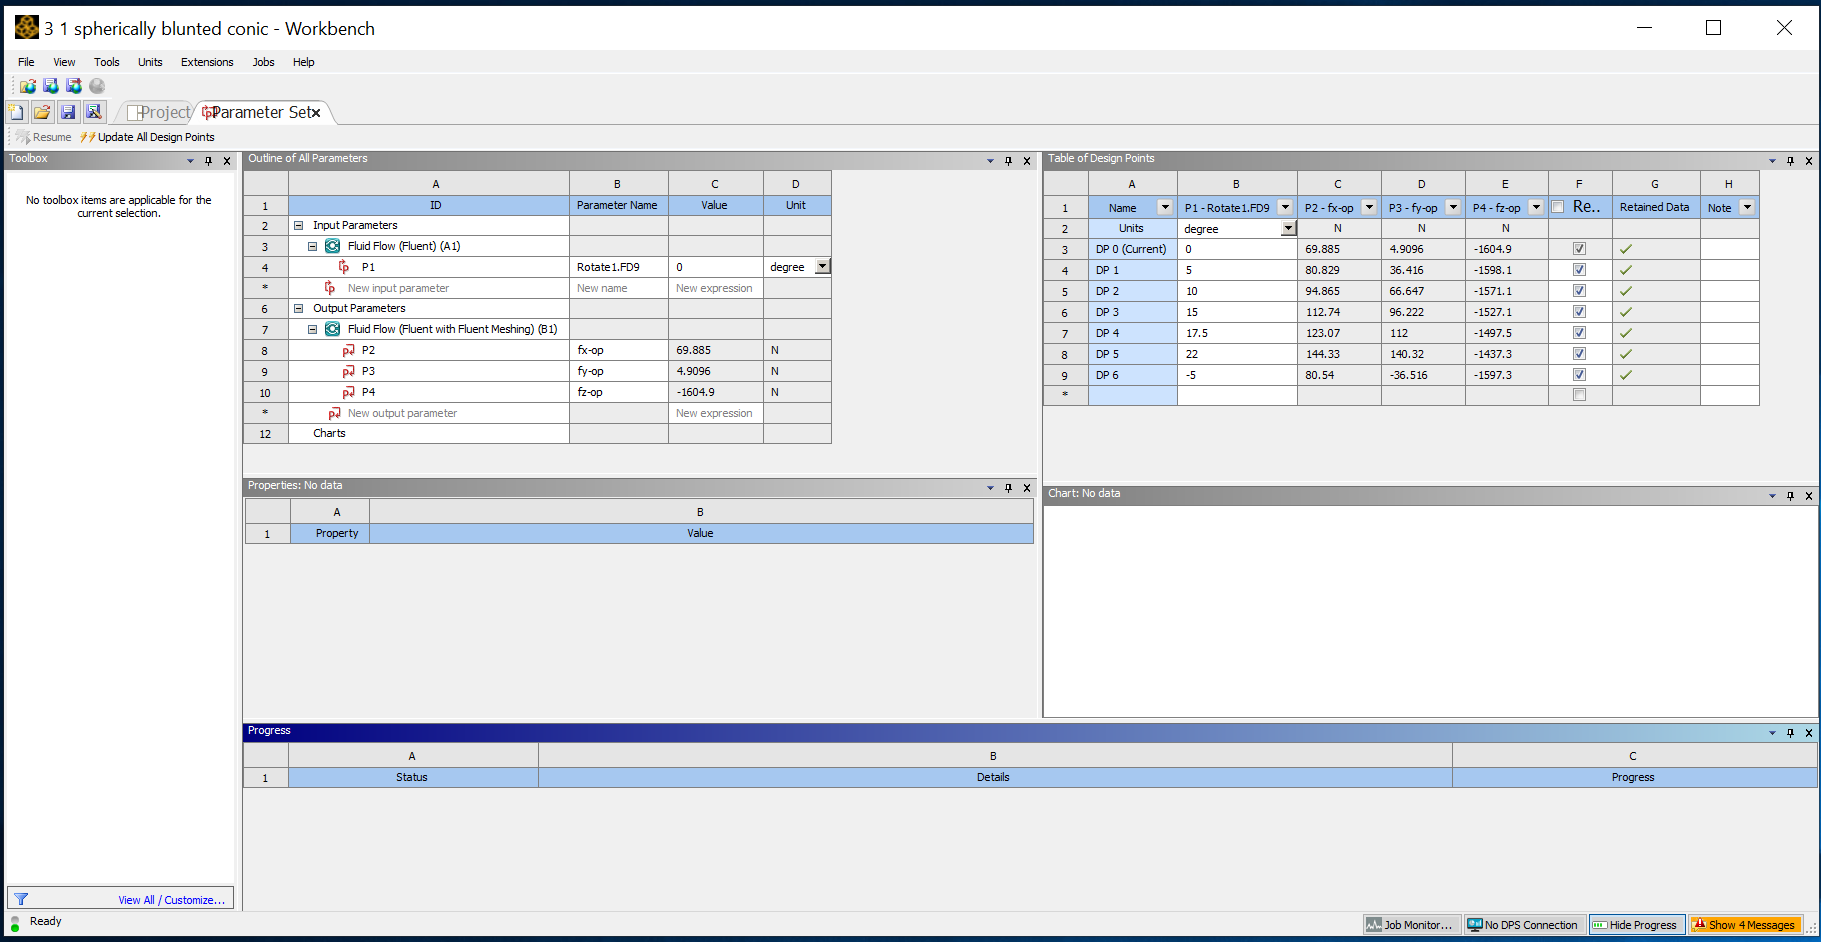 3 1 spherically blunted conic - Workbench
File View Tools Units Extensions Jobs Help
Project Parameter Set
Resume Update All Design Points
Toolbox
No toolbox items are applicable for the
current selection.
View All / Customize...
Outline of All Parameters
A B C D
1 ID Parameter Name Value Unit
2 Input Parameters
3 Fluid Flow (Fluent) (A1)
4 P1 Rotate1.FD9 0 degree
* New input parameter New name New expression
6 Output Parameters
7 Fluid Flow (Fluent with Fluent Meshing) (B1)
8 P2 fx-op 69.885 N
9 P3 fy-op 4.9096 N
10 P4 fz-op -1604.9 N
* New output parameter New expression
12 Charts
Table of Design Points
A B C D E F G H
1 Name P1 - Rotate1.FD9 P2 - fx-op P3 - fy-op P4 - fz-op Re.. Retained Data Note
2 Units degree N N N
3 DP 0 (Current) 0 69.885 4.9096 -1604.9
4 DP 1 5 80.829 36.416 -1598.1
5 DP 2 10 94.865 66.647 -1571.1
6 DP 3 15 112.74 96.222 -1527.1
7 DP 4 17.5 123.07 112 -1497.5
8 DP 5 22 144.33 140.32 -1437.3
9 DP 6 -5 80.54 -36.516 -1597.3
*
Properties: No data
A B
1 Property Value
Chart: No data
Progress
A B C
1 Status Details Progress
Ready
Job Monitor... No DPS Connection Hide Progress Show 4 Messages